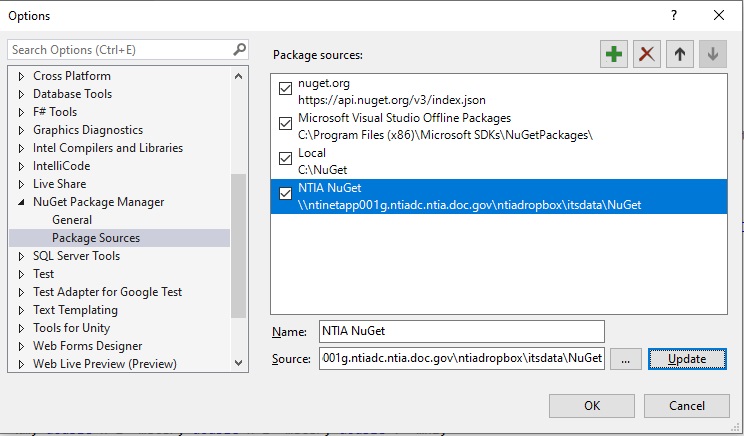 Options
?
Search Options (Ctrl+E)
Cross Platform
Database Tools
F# Tools
Graphics Diagnostics
Intel Compilers and Libraries
IntelliCode
Live Share
NuGet Package Manager
General
Package Sources
SQL Server Tools
Test
Test Adapter for Google Test
Text Templating
Tools for Unity
Web Forms Designer
Web Live Preview (Preview)
Package sources:
nuget.org
https://api.nuget.org/v3/index.json
Microsoft Visual Studio Offline Packages
C:\Program Files (x86)\Microsoft SDKs\NuGetPackages\
Local
C:\NuGet
NTIA NuGet
\\ntinetapp001g.ntiadc.ntia.doc.gov\ntiadropbox\itsdata\NuGet
Name: NTIA NuGet
Source: 001g.ntiadc.ntia.doc.gov\ntiadropbox\itsdata\NuGet ... Update
OK Cancel